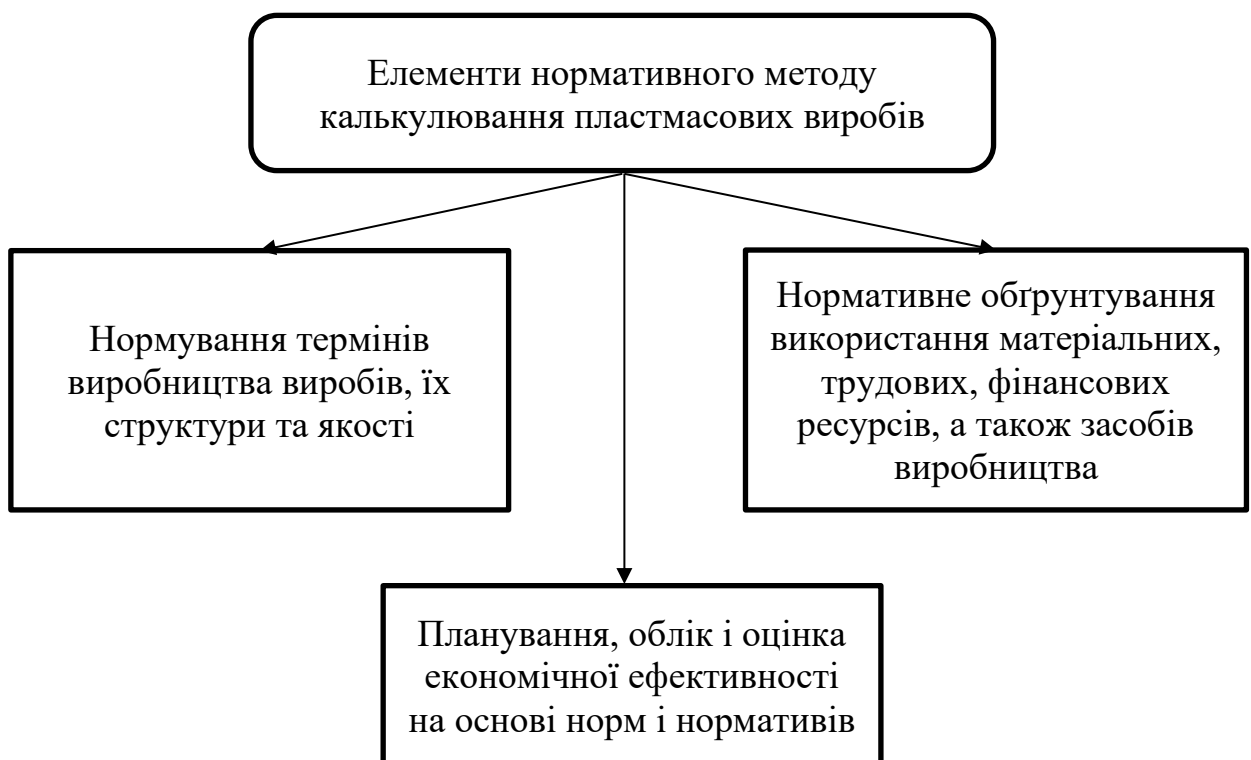 Елементи нормативного методу
калькулювання пластмасових виробів
Нормування термінів
виробництва виробів, їх
структури та якості
Нормативне обґрунтування
використання матеріальних,
трудових, фінансових
ресурсів, а також засобів
виробництва
Планування, облік і оцінка
економічної ефективності
на основі норм і нормативів